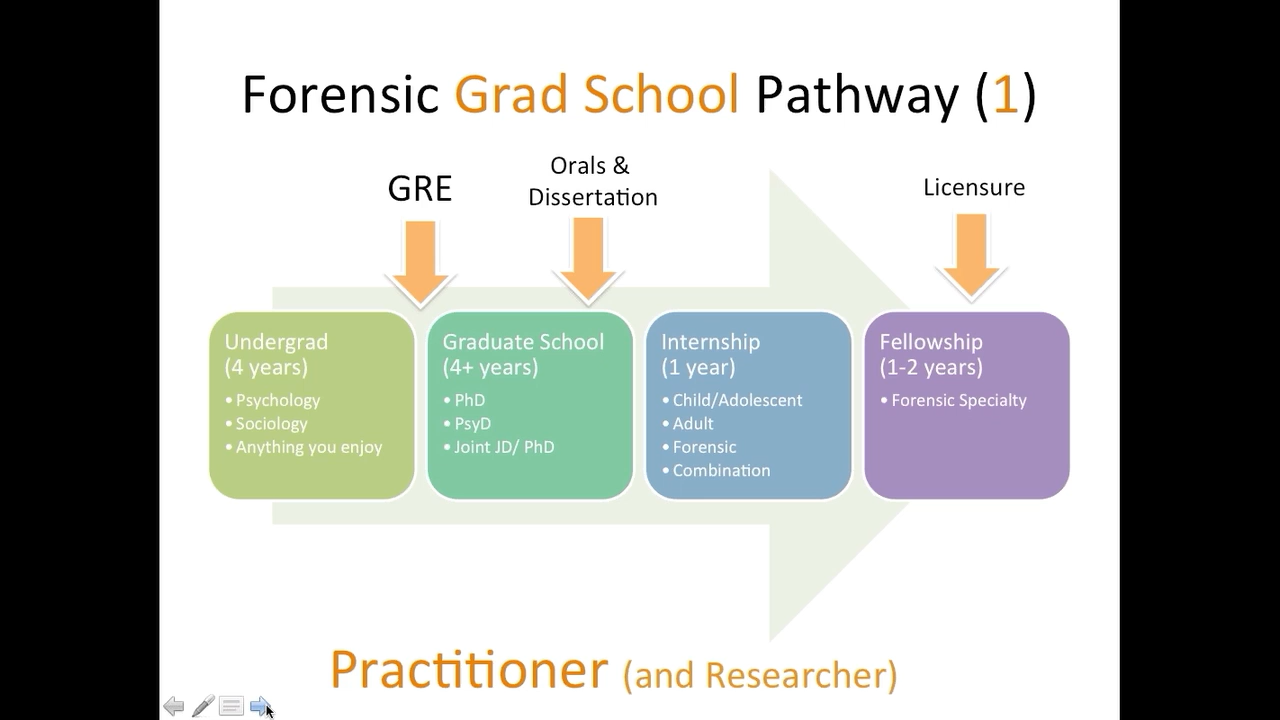 Forensic Grad School Pathway (1)
GRE
Orals &
Dissertation
Licensure
Undergrad
(4 years)
• Psychology
• Sociology
• Anything you enjoy
Graduate School
(4+ years)
• PhD
• PsyD
• Joint JD/ PhD
Internship
(1 year)
• Child/Adolescent
• Adult
• Forensic
• Combination
Fellowship
(1-2 years)
• Forensic Specialty
Practitioner (and Researcher)